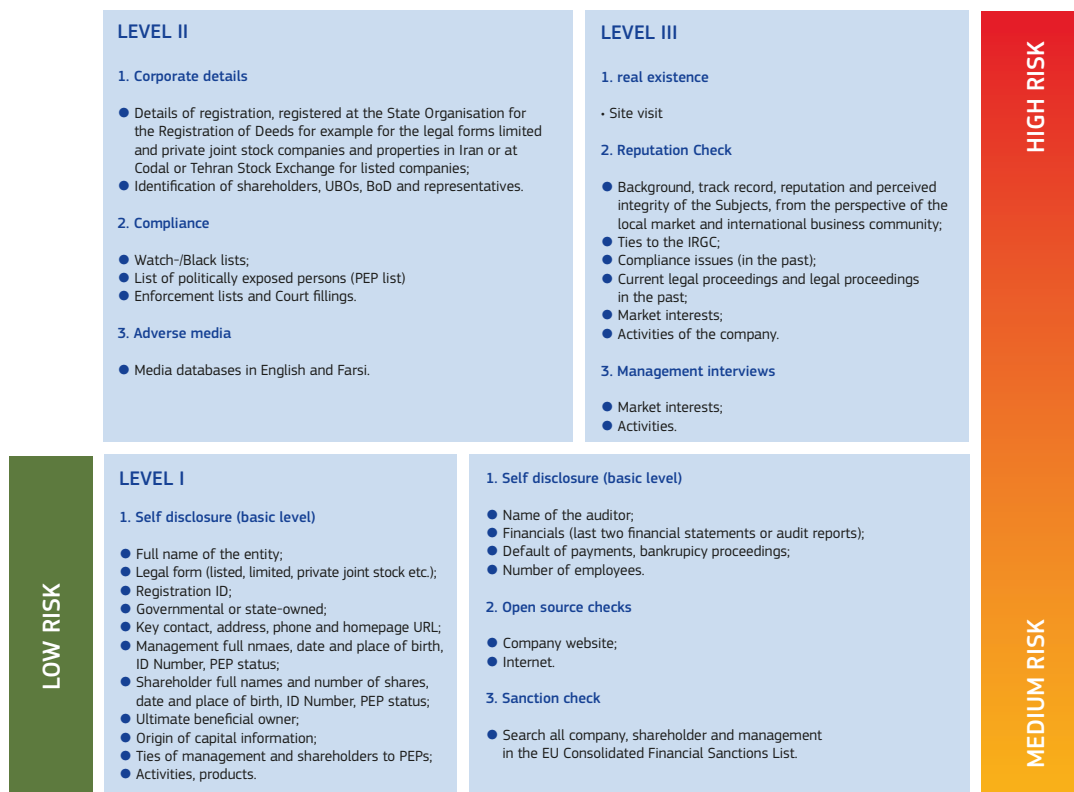 LEVEL II
1. Corporate details
● Details of registration, registered at the State Organisation for
the Registration of Deeds for example for the legal forms limited
and private joint stock companies and properties in Iran or at
Codal or Tehran Stock Exchange for listed companies;
● Identification of shareholders, UBOs, BoD and representatives.
2. Compliance
● Watch-/Black lists;
● List of politically exposed persons (PEP list)
● Enforcement lists and Court fillings.
3. Adverse media
● Media databases in English and Farsi.
LEVEL III
1. real existence
• Site visit
2. Reputation Check
● Background, track record, reputation and perceived
integrity of the Subjects, from the perspective of the
local market and international business community;
● Ties to the IRGC;
● Compliance issues (in the past);
● Current legal proceedings and legal proceedings
in the past;
● Market interests;
● Activities of the company.
3. Management interviews
● Market interests;
● Activities.
HIGH RISK
MEDIUM RISK
LOW RISK
LEVEL I
1. Self disclosure (basic level)
● Full name of the entity;
● Legal form (listed, limited, private joint stock etc.);
● Registration ID;
● Governmental or state-owned;
● Key contact, address, phone and homepage URL;
● Management full nmaes, date and place of birth,
ID Number, PEP status;
● Shareholder full names and number of shares,
date and place of birth, ID Number, PEP status;
● Ultimate beneficial owner;
● Origin of capital information;
● Ties of management and shareholders to PEPs;
● Activities, products.
1. Self disclosure (basic level)
● Name of the auditor;
● Financials (last two financial statements or audit reports);
● Default of payments, bankrupicy proceedings;
● Number of employees.
2. Open source checks
● Company website;
● Internet.
3. Sanction check
● Search all company, shareholder and management
in the EU Consolidated Financial Sanctions List.